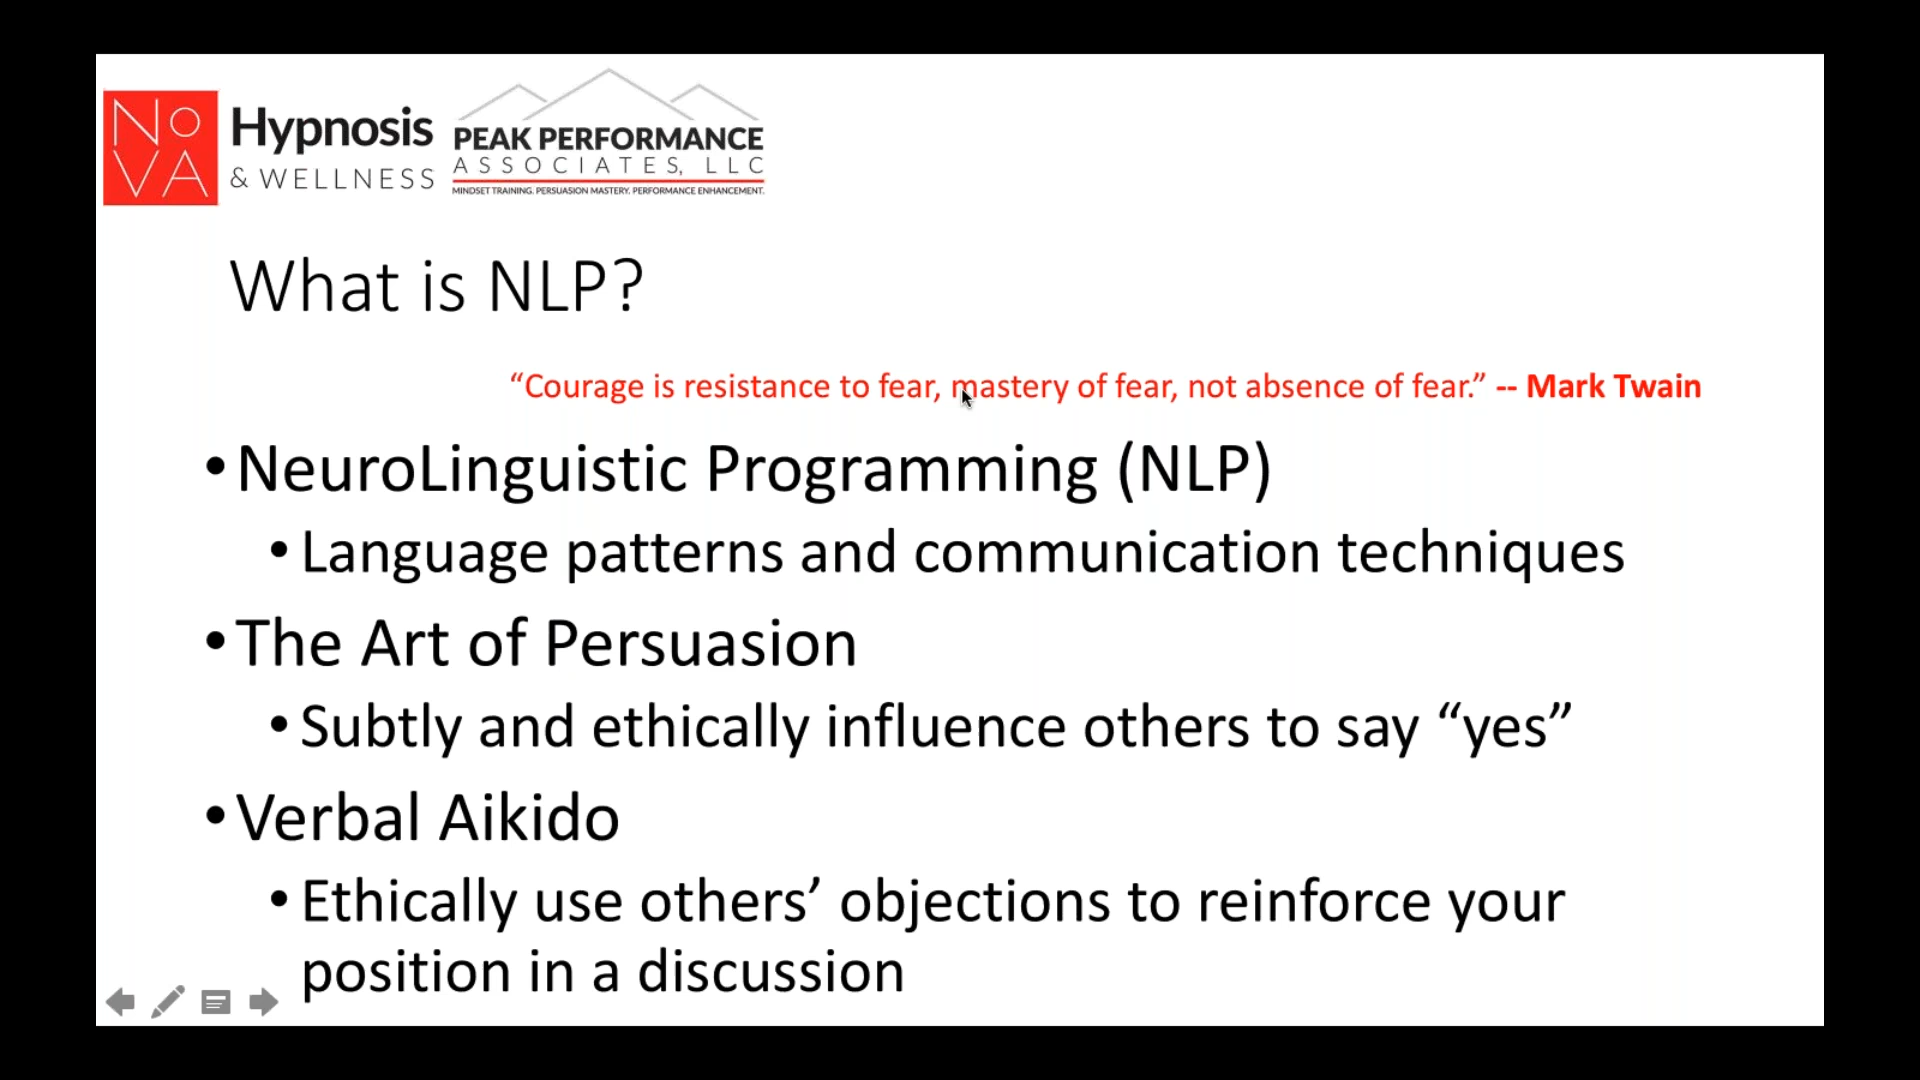 NoVA
Hypnosis
& WELLNESS
PEAK PERFORMANCE
ASSOCIATES, LLC
MINDSET TRAINING. PERSUASION MASTERY. PERFORMANCE ENHANCEMENT.
What is NLP?
“Courage is resistance to fear, mastery of fear, not absence of fear.” -- Mark Twain
•NeuroLinguistic Programming (NLP)
•Language patterns and communication techniques
•The Art of Persuasion
•Subtly and ethically influence others to say “yes”
•Verbal Aikido
•Ethically use others’ objections to reinforce your
position in a discussion